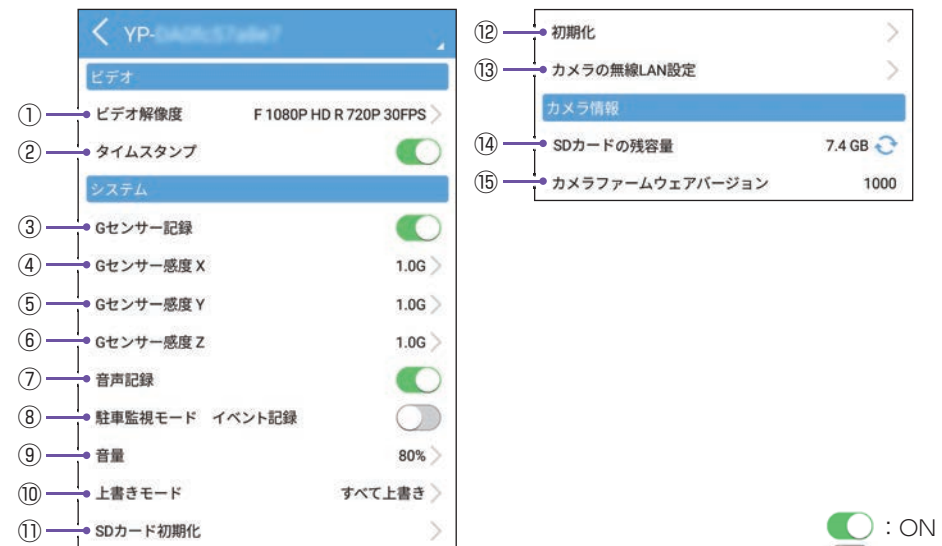 YP-
ビデオ
① ビデオ解像度 F 1080P HD R 720P 30FPS
② タイムスタンプ
システム
③ Gセンサー記録
④ Gセンサー感度 X 1.0G
⑤ Gセンサー感度 Y 1.0G
⑥ Gセンサー感度 Z 1.0G
⑦ 音声記録
⑧ 駐車監視モード イベント記録
⑨ 音量 80%
⑩ 上書きモード すべて上書き
⑪ SDカード初期化
⑫ 初期化
⑬ カメラの無線LAN設定
カメラ情報
⑭ SDカードの残容量 7.4 GB
⑮ カメラファームウェアバージョン 1000
：ON